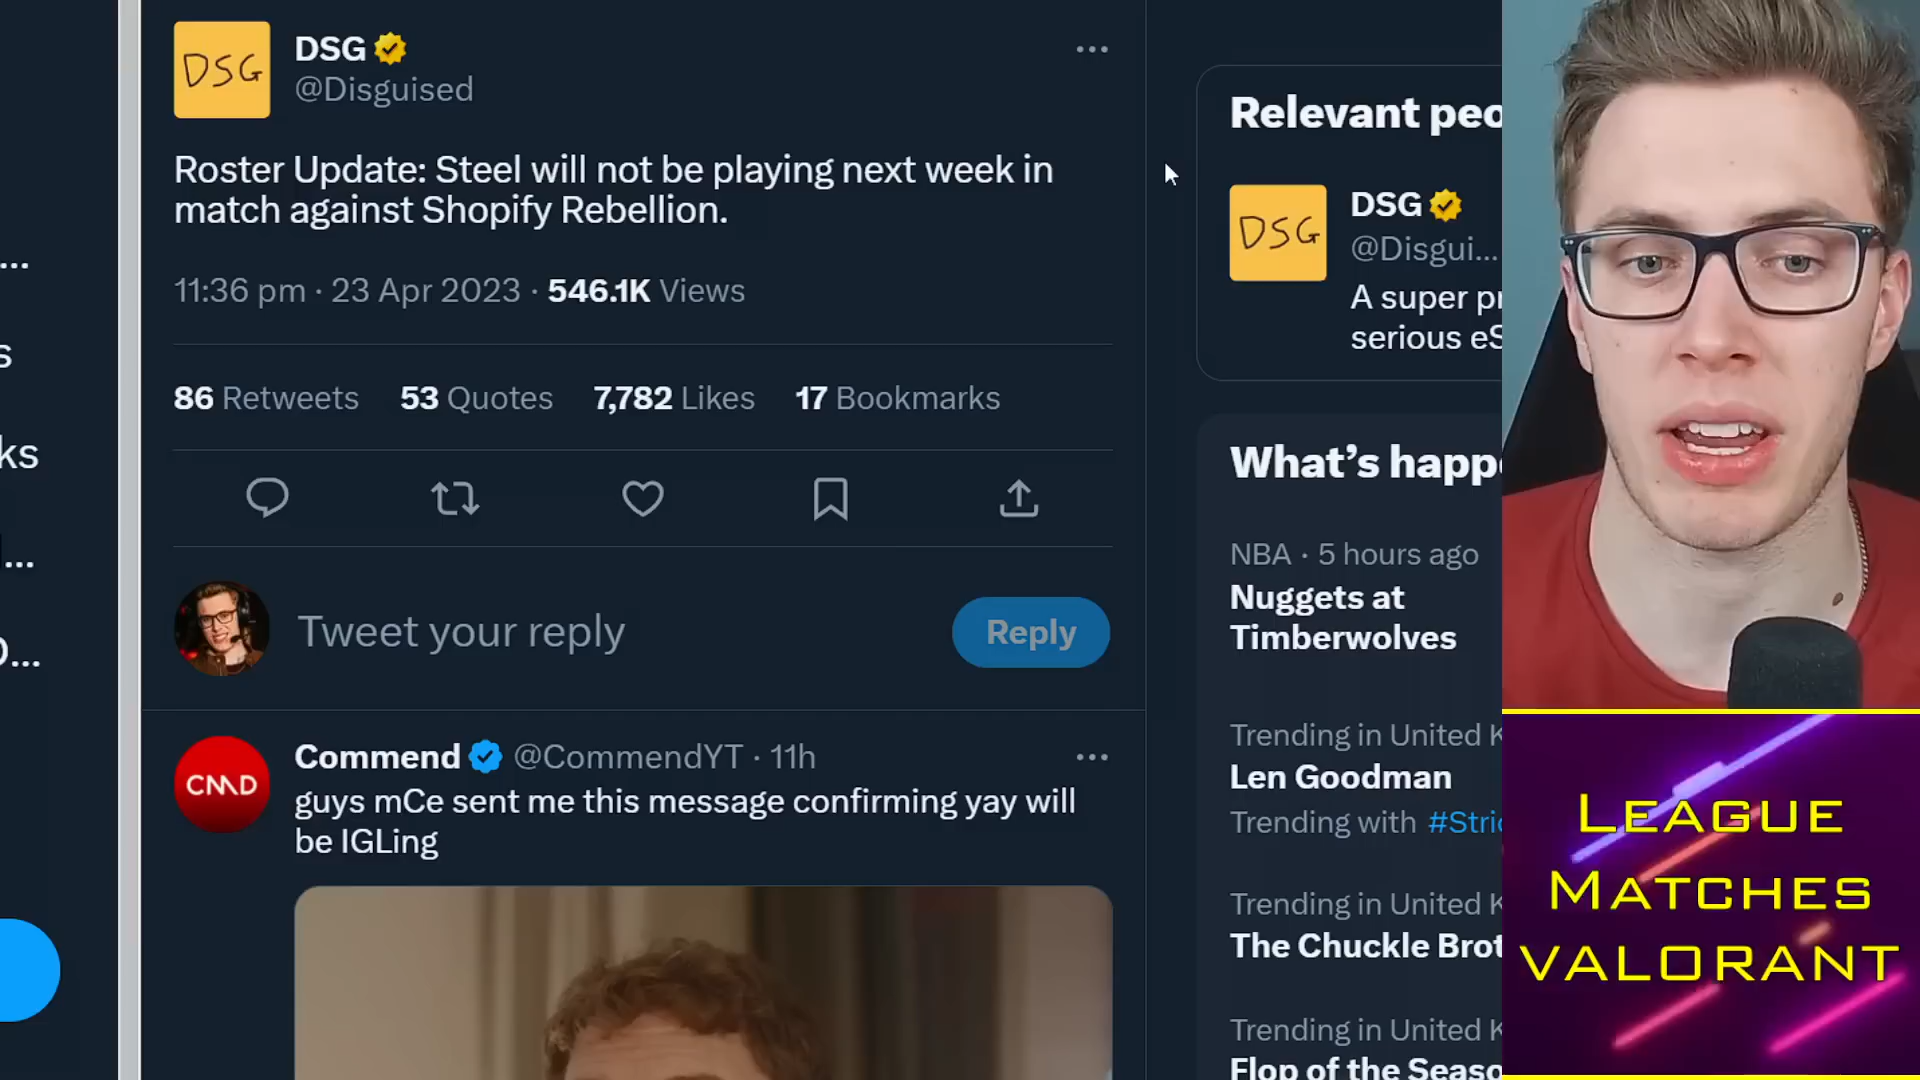 DSG
DSG
@Disguised
Roster Update: Steel will not be playing next week in
match against Shopify Rebellion.
11:36 pm · 23 Apr 2023 · 546.1K Views
86 Retweets 53 Quotes 7,782 Likes 17 Bookmarks
Tweet your reply
Reply
CMD
Commend @CommendYT · 11h
guys mCe sent me this message confirming yay will
be IGLing
...
s
ks
...
...
Relevant peo
DSG
DSG
@Disgui...
A super pr
serious eS
What's happ
NBA · 5 hours ago
Nuggets at
Timberwolves
Trending in United K
Len Goodman
Trending with #Stric
Trending in United K
The Chuckle Brot
Trending in United K
Flop of the Seaso
LEAGUE
MATCHES
VALORANT